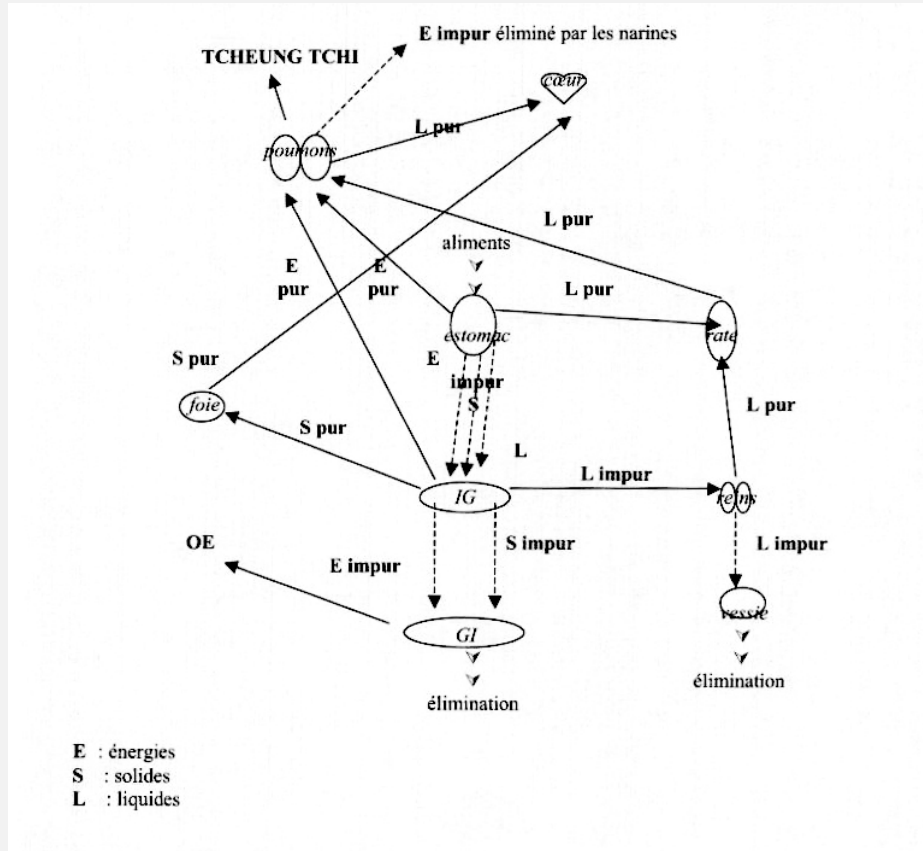 E impur éliminé par les narines
TCHEUNG TCHI
cœur
L pur
poumons
L pur
aliments
E
pur
E
pur
L pur
estomac
rate
S pur
E
impur
S
foie
L pur
S pur
L
L impur
IG
reins
OE
S impur
L impur
E impur
vessie
GI
élimination
élimination
E : énergies
S : solides
L : liquides